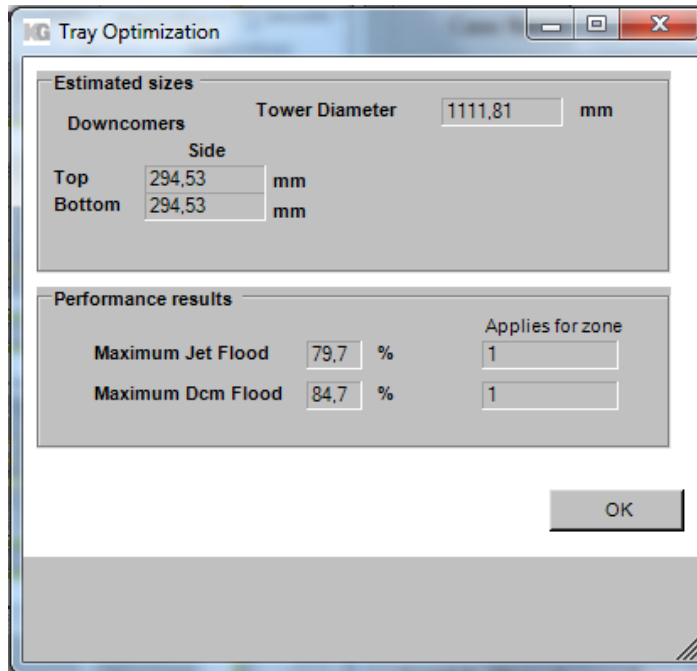 KG Tray Optimization
Estimated sizes
Tower Diameter 1111,81 mm
Downcomers
Side
Top 294,53 mm
Bottom 294,53 mm
Performance results
Applies for zone
Maximum Jet Flood 79,7 % 1
Maximum Dcm Flood 84,7 % 1
OK